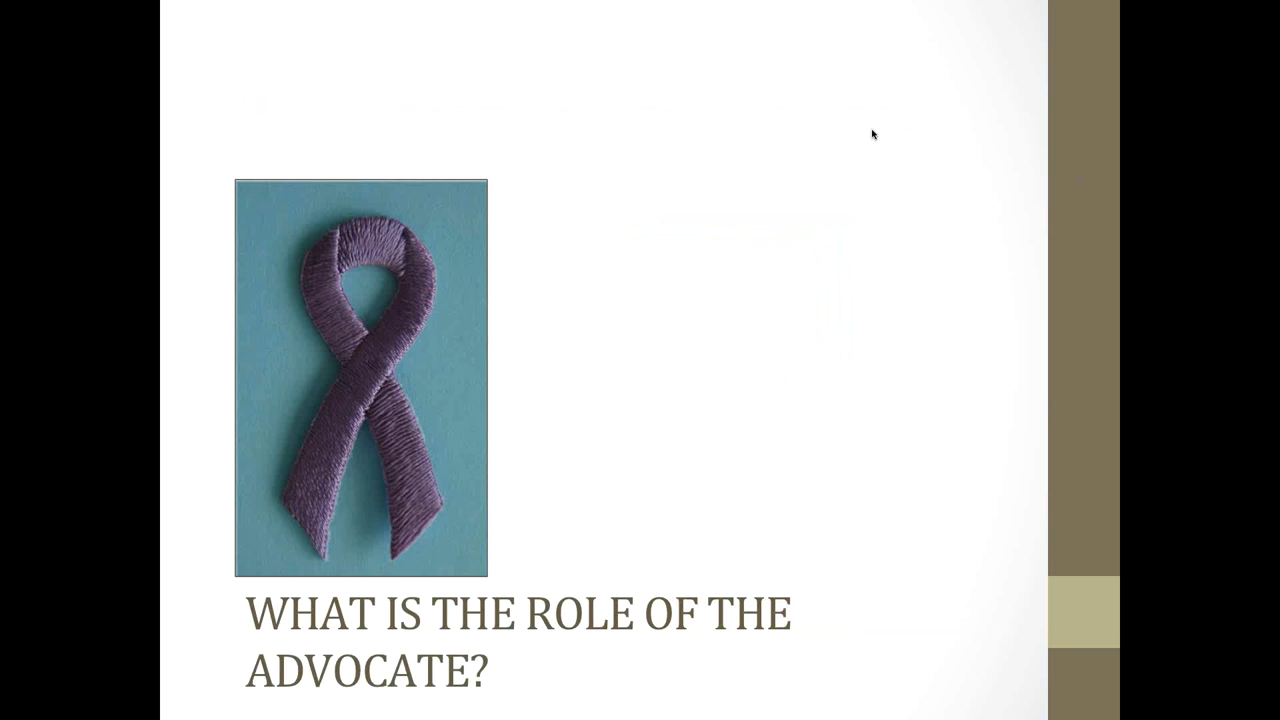 WHAT IS THE ROLE OF THE
ADVOCATE?